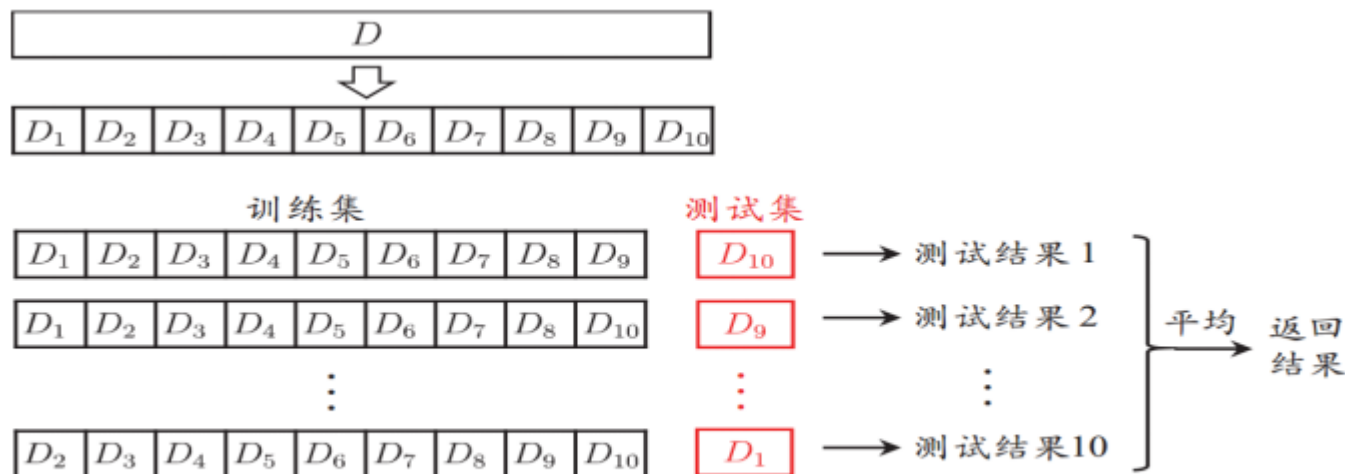 D
D₁ D₂ D₃ D₄ D₅ D₆ D₇ D₈ D₉ D₁₀
训练集 测试集
D₁ D₂ D₃ D₄ D₅ D₆ D₇ D₈ D₉ D₁₀ 测试结果 1
D₁ D₂ D₃ D₄ D₅ D₆ D₇ D₈ D₁₀ D₉ 测试结果 2
平均 返回
结果
⋮ ⋮ ⋮
D₂ D₃ D₄ D₅ D₆ D₇ D₈ D₉ D₁₀ D₁ 测试结果10